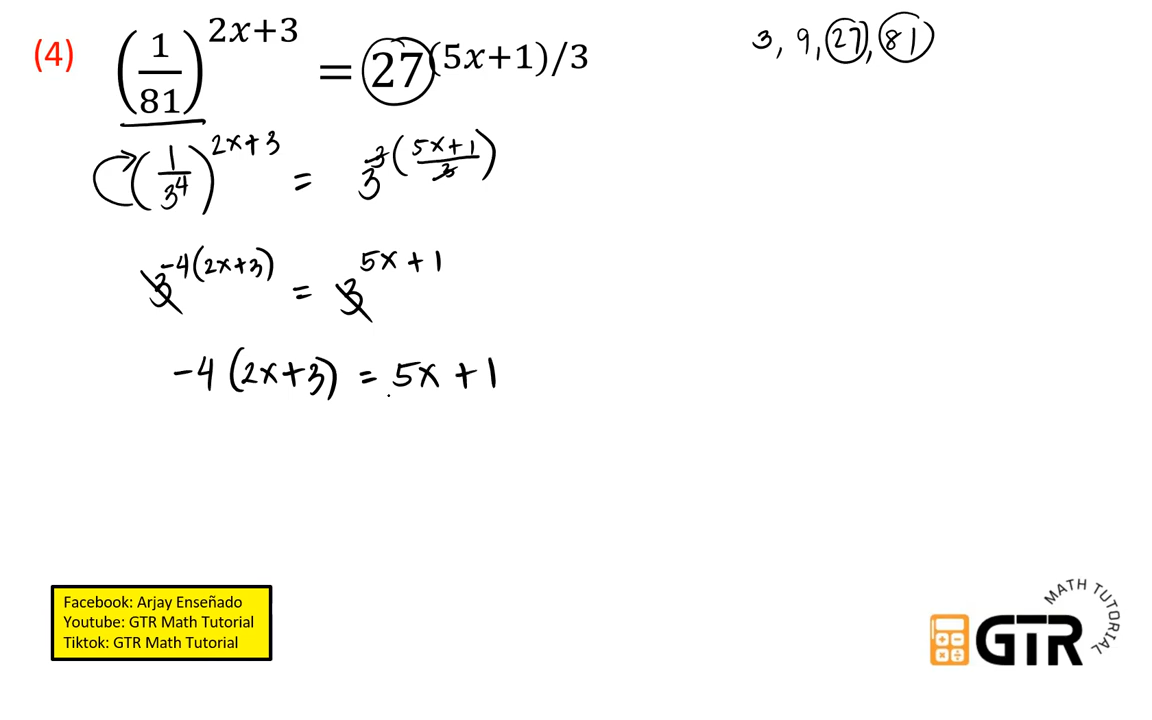 (4) (1/81)^(2x+3) = 27^((5x+1)/3)
3, 9, 27, 81
(1/3^4)^(2x+3) = 3^(3((5x+1)/3))
3^(-4(2x+3)) = 3^(5x+1)
-4(2x+3) = 5x+1
Facebook: Arjay Enseñado
Youtube: GTR Math Tutorial
Tiktok: GTR Math Tutorial
GTR
MATH TUTORIAL